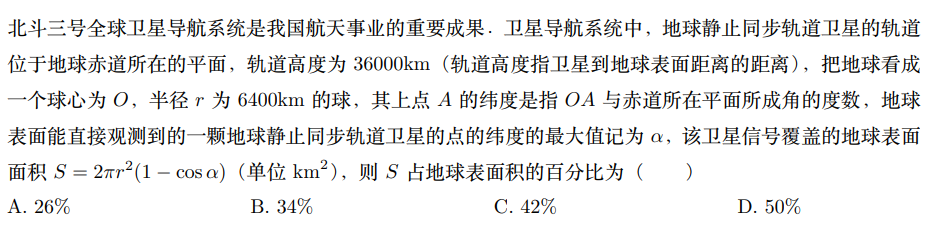 北斗三号全球卫星导航系统是我国航天事业的重要成果．卫星导航系统中，地球静止同步轨道卫星的轨道
位于地球赤道所在的平面，轨道高度为 36000km（轨道高度指卫星到地球表面距离的距离），把地球看成
一个球心为 O，半径 r 为 6400km 的球，其上点 A 的纬度是指 OA 与赤道所在平面所成角的度数，地球
表面能直接观测到的一颗地球静止同步轨道卫星的点的纬度的最大值记为 α，该卫星信号覆盖的地球表面
面积 S = 2πr²(1 − cos α)（单位 km²），则 S 占地球表面积的百分比为（　　）
A. 26%　B. 34%　C. 42%　D. 50%